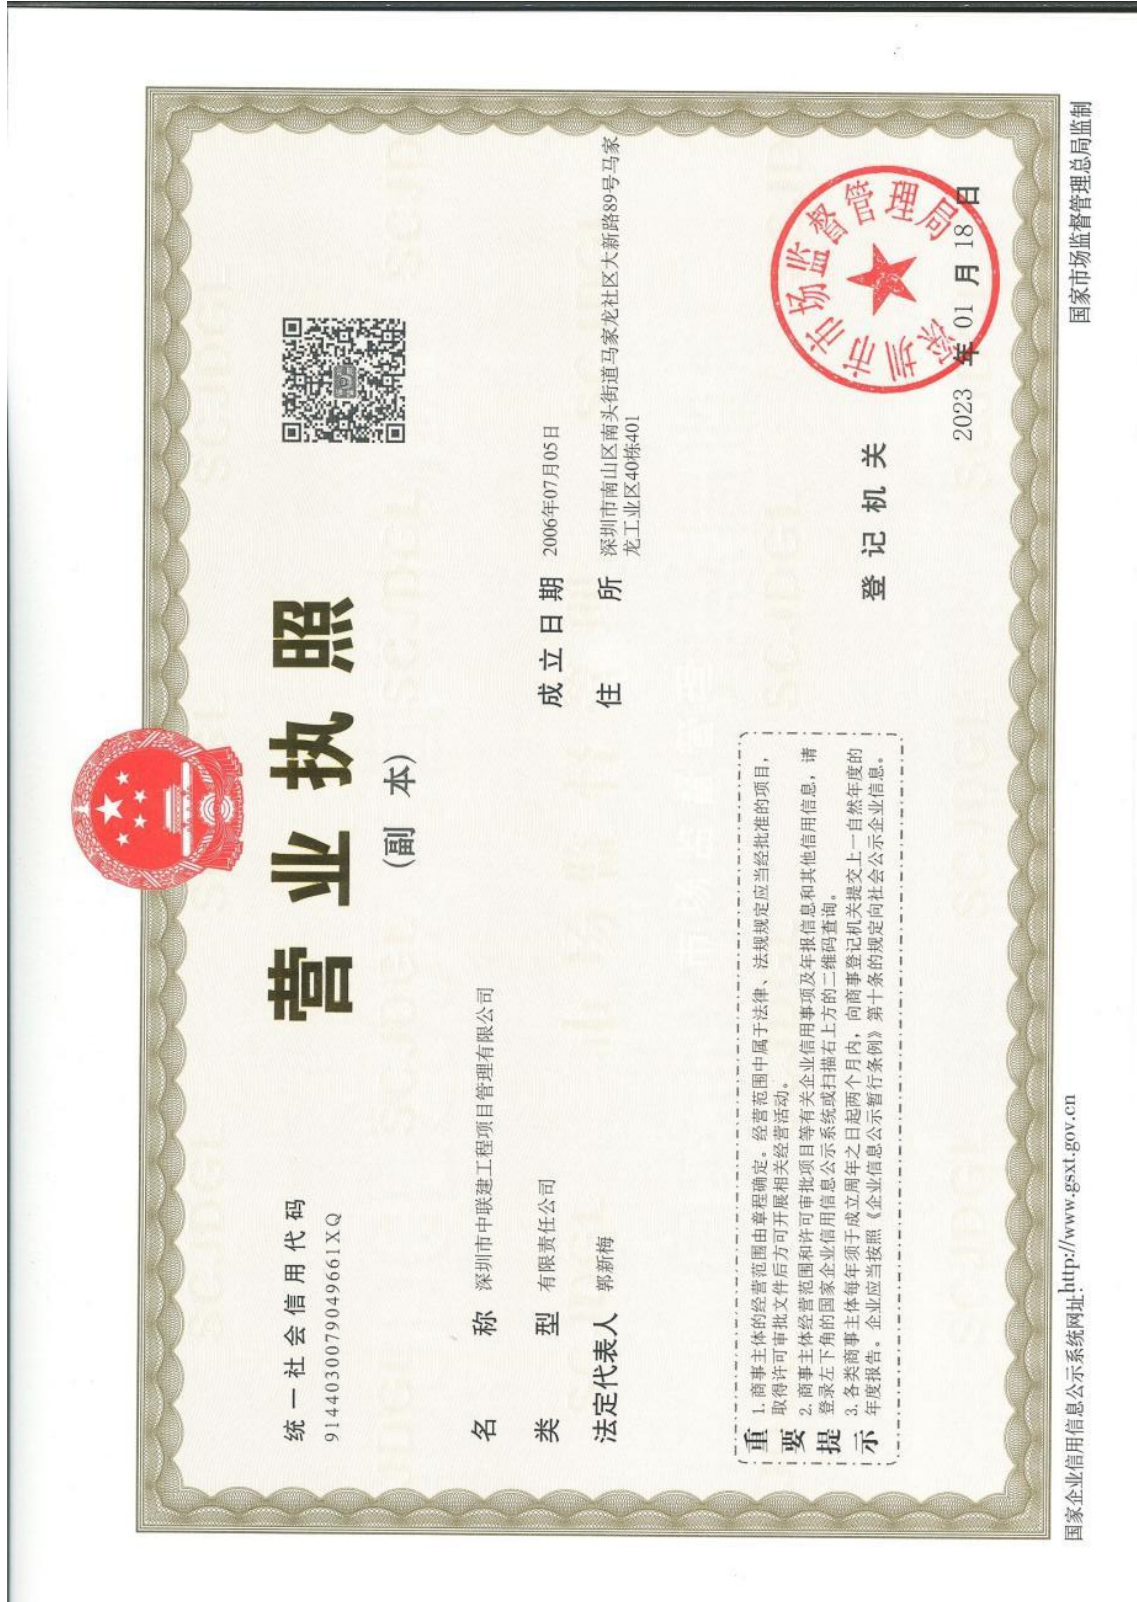 营业执照
(副 本)
统一社会信用代码
91440300790496​61XQ
名 称 深圳市中联建工程项目管理有限公司
类 型 有限责任公司
法定代表人 郭新梅
成立日期 2006年07月05日
住 所 深圳市南山区南头街道马家龙社区大新路89号马家
龙工业区40栋401
重要提示
1. 商事主体的经营范围由章程确定。经营范围中属于法律、法规规定应当经批准的项目,
取得许可审批文件后方可开展相关经营活动。
2. 商事主体经营范围和许可审批项目等有关企业信用事项及年报信息和其他信用信息,请
登录左下角的国家企业信用信息公示系统或扫描右上方的二维码查询。
3. 各类商事主体每年须于成立周年之日起两个月内,向商事登记机关提交上一自然年度的
年度报告。企业应当按照《企业信息公示暂行条例》第十条的规定向社会公示企业信息。
登记机关
深圳市市场监督管理局
2023 年 01 月 18 日
国家企业信用信息公示系统网址:http://www.gsxt.gov.cn
国家市场监督管理总局监制